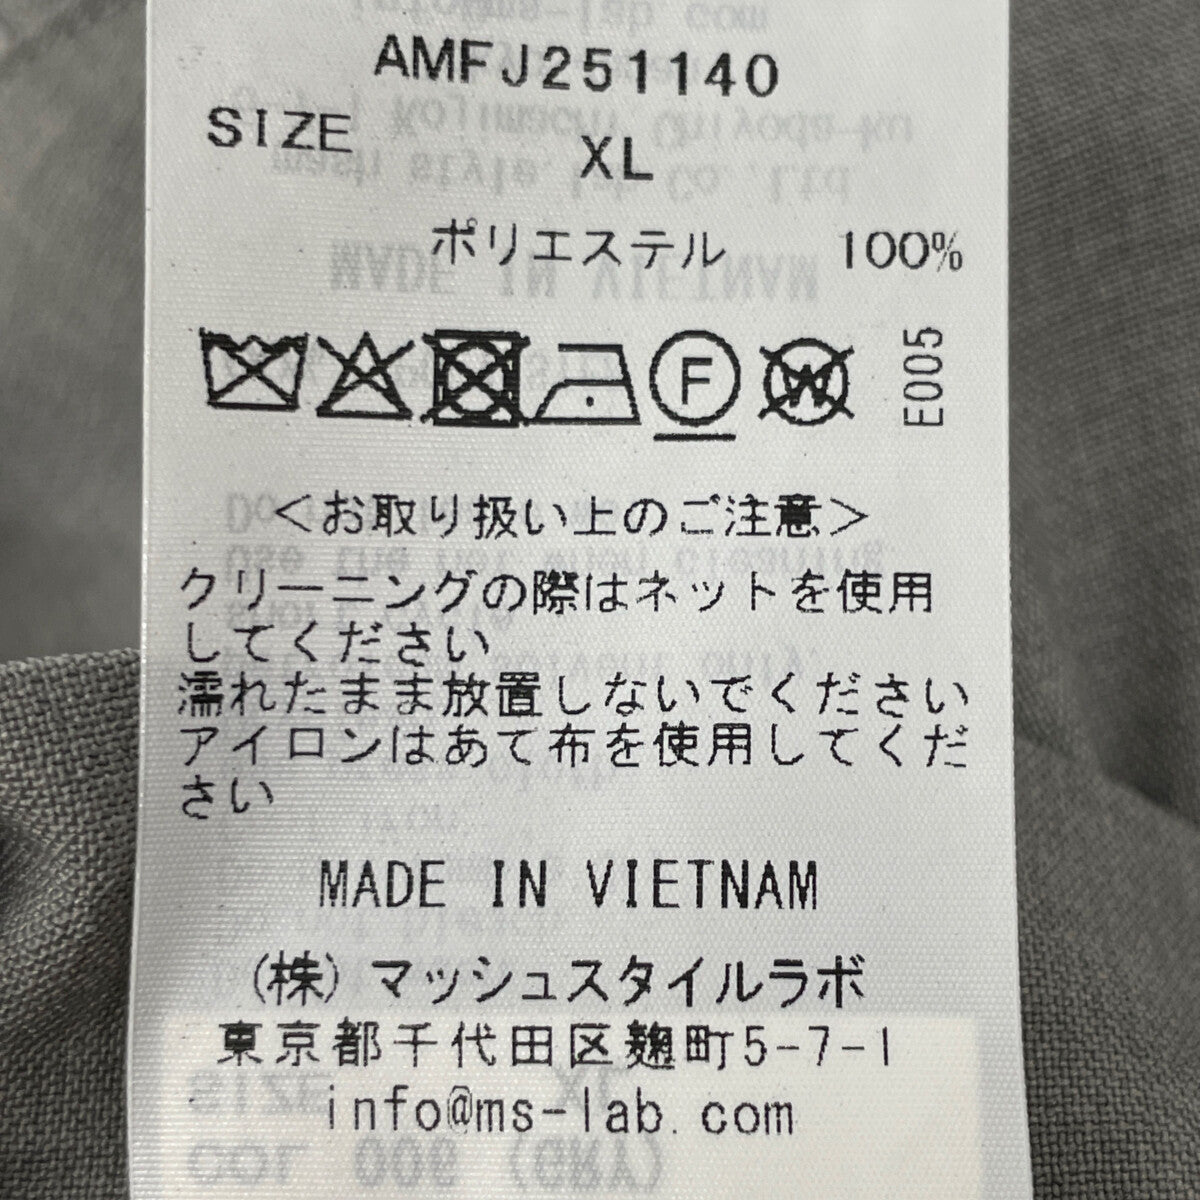 AMFJ251140
SIZE XL
ポリエステル 100%
F W E005
<お取り扱い上のご注意>
クリーニングの際はネットを使用
してください
濡れたまま放置しないでください
アイロンはあて布を使用してくだ
さい
MADE IN VIETNAM
(株)マッシュスタイルラボ
東京都千代田区麹町5-7-1
info@ms-lab.com
SIZE XL
COL 006 (GRY)